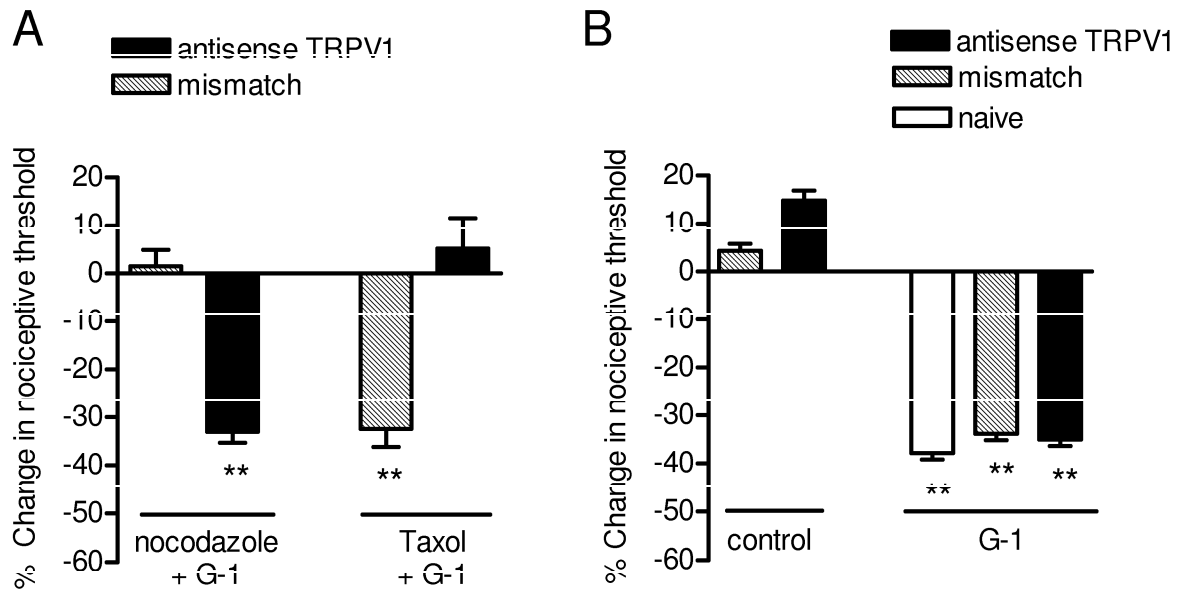 A
antisense TRPV1
mismatch
% Change in nociceptive threshold
20
10
0
-10
-20
-30
-40
-50
-60
**
**
nocodazole
+ G-1
Taxol
+ G-1
B
antisense TRPV1
mismatch
naive
% Change in nociceptive threshold
20
10
0
-10
-20
-30
-40
-50
-60
**
**
**
control
G-1